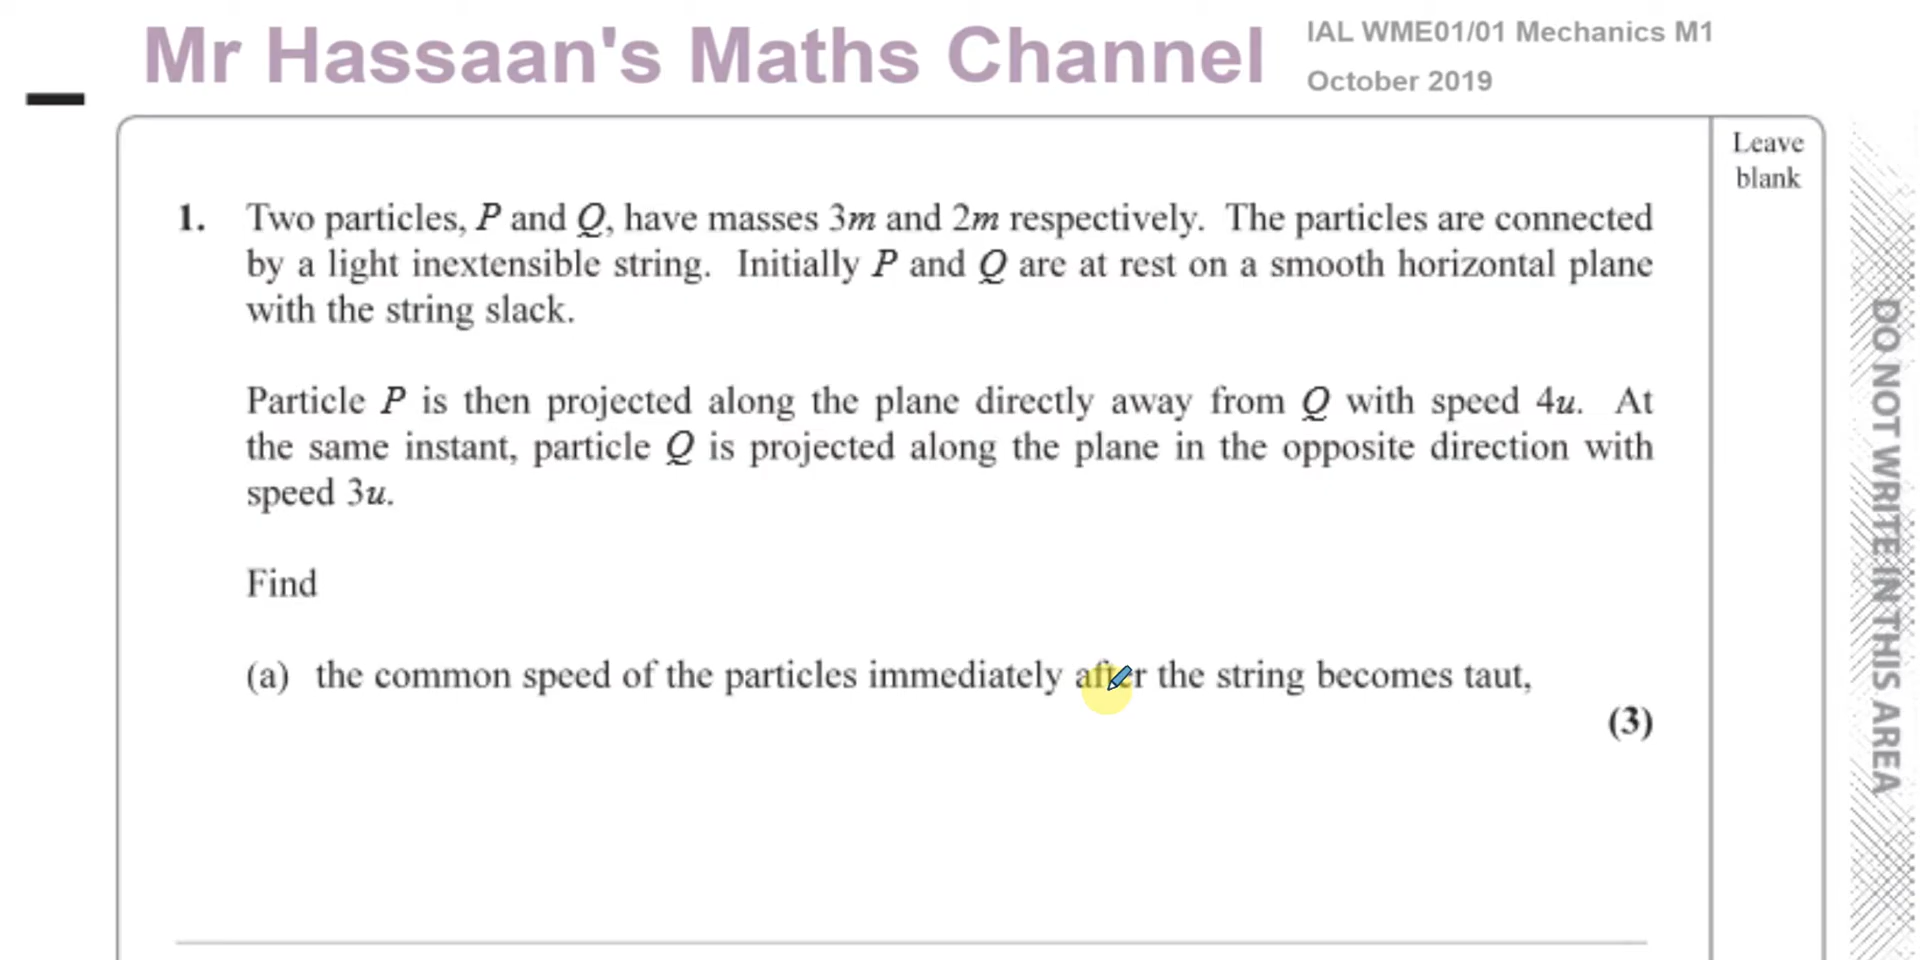 Mr Hassaan's Maths Channel
IAL WME01/01 Mechanics M1
October 2019
Leave
blank
1. Two particles, P and Q, have masses 3m and 2m respectively. The particles are connected
by a light inextensible string. Initially P and Q are at rest on a smooth horizontal plane
with the string slack.
Particle P is then projected along the plane directly away from Q with speed 4u. At
the same instant, particle Q is projected along the plane in the opposite direction with
speed 3u.
Find
(a) the common speed of the particles immediately after the string becomes taut,
(3)
DO NOT WRITE IN THIS AREA